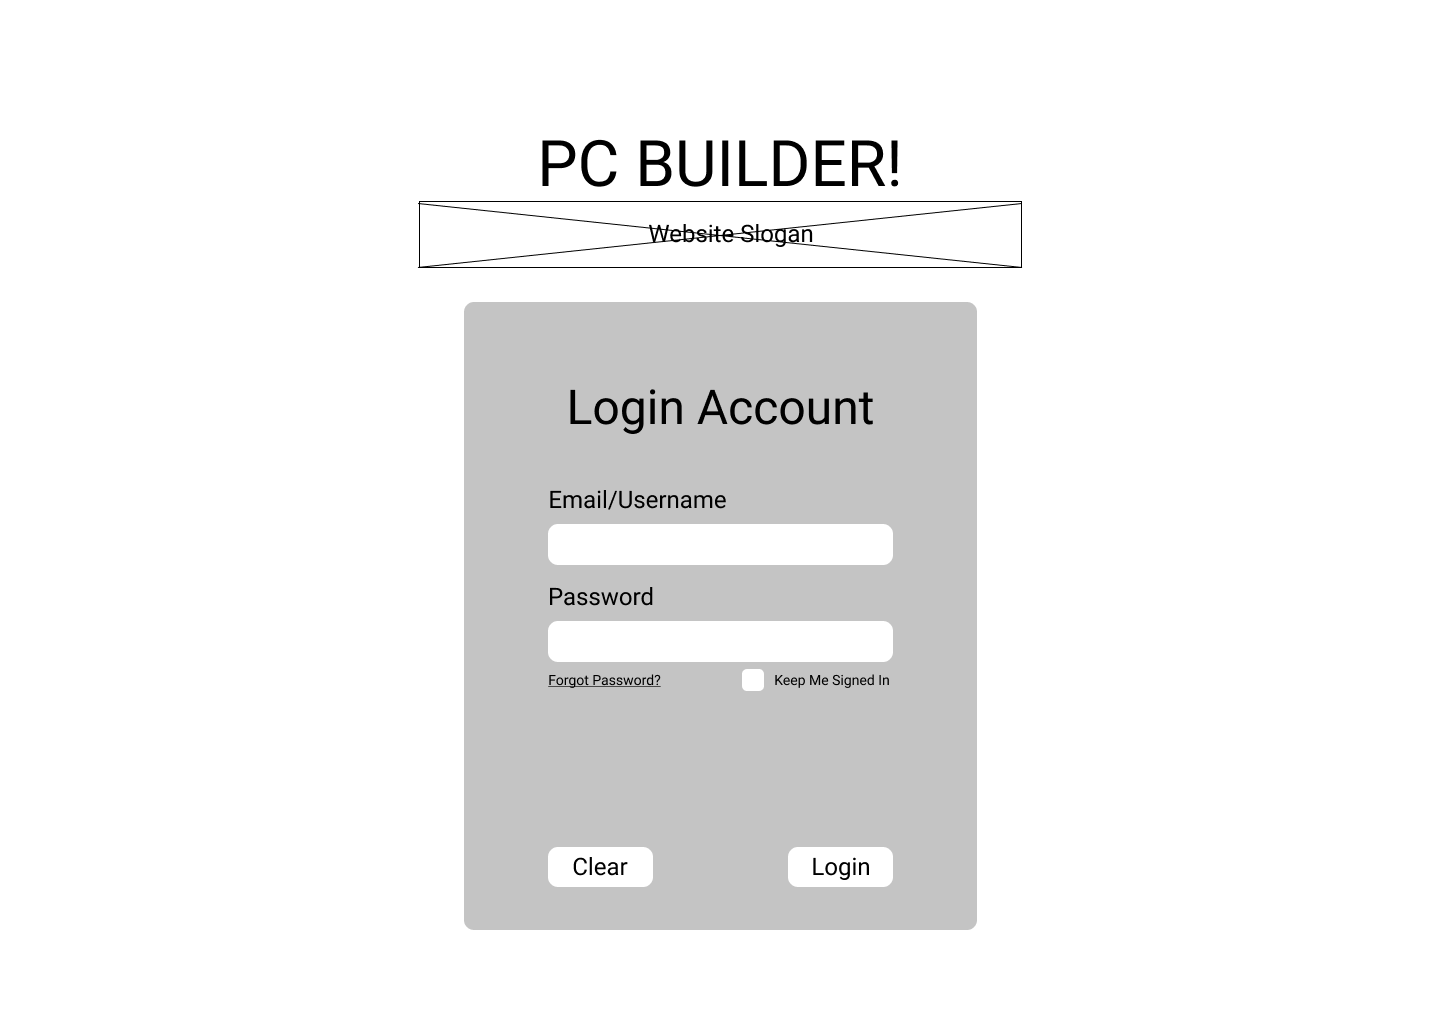 PC BUILDER!
Website Slogan
Login Account
Email/Username
Password
Forgot Password?
Keep Me Signed In
Clear
Login